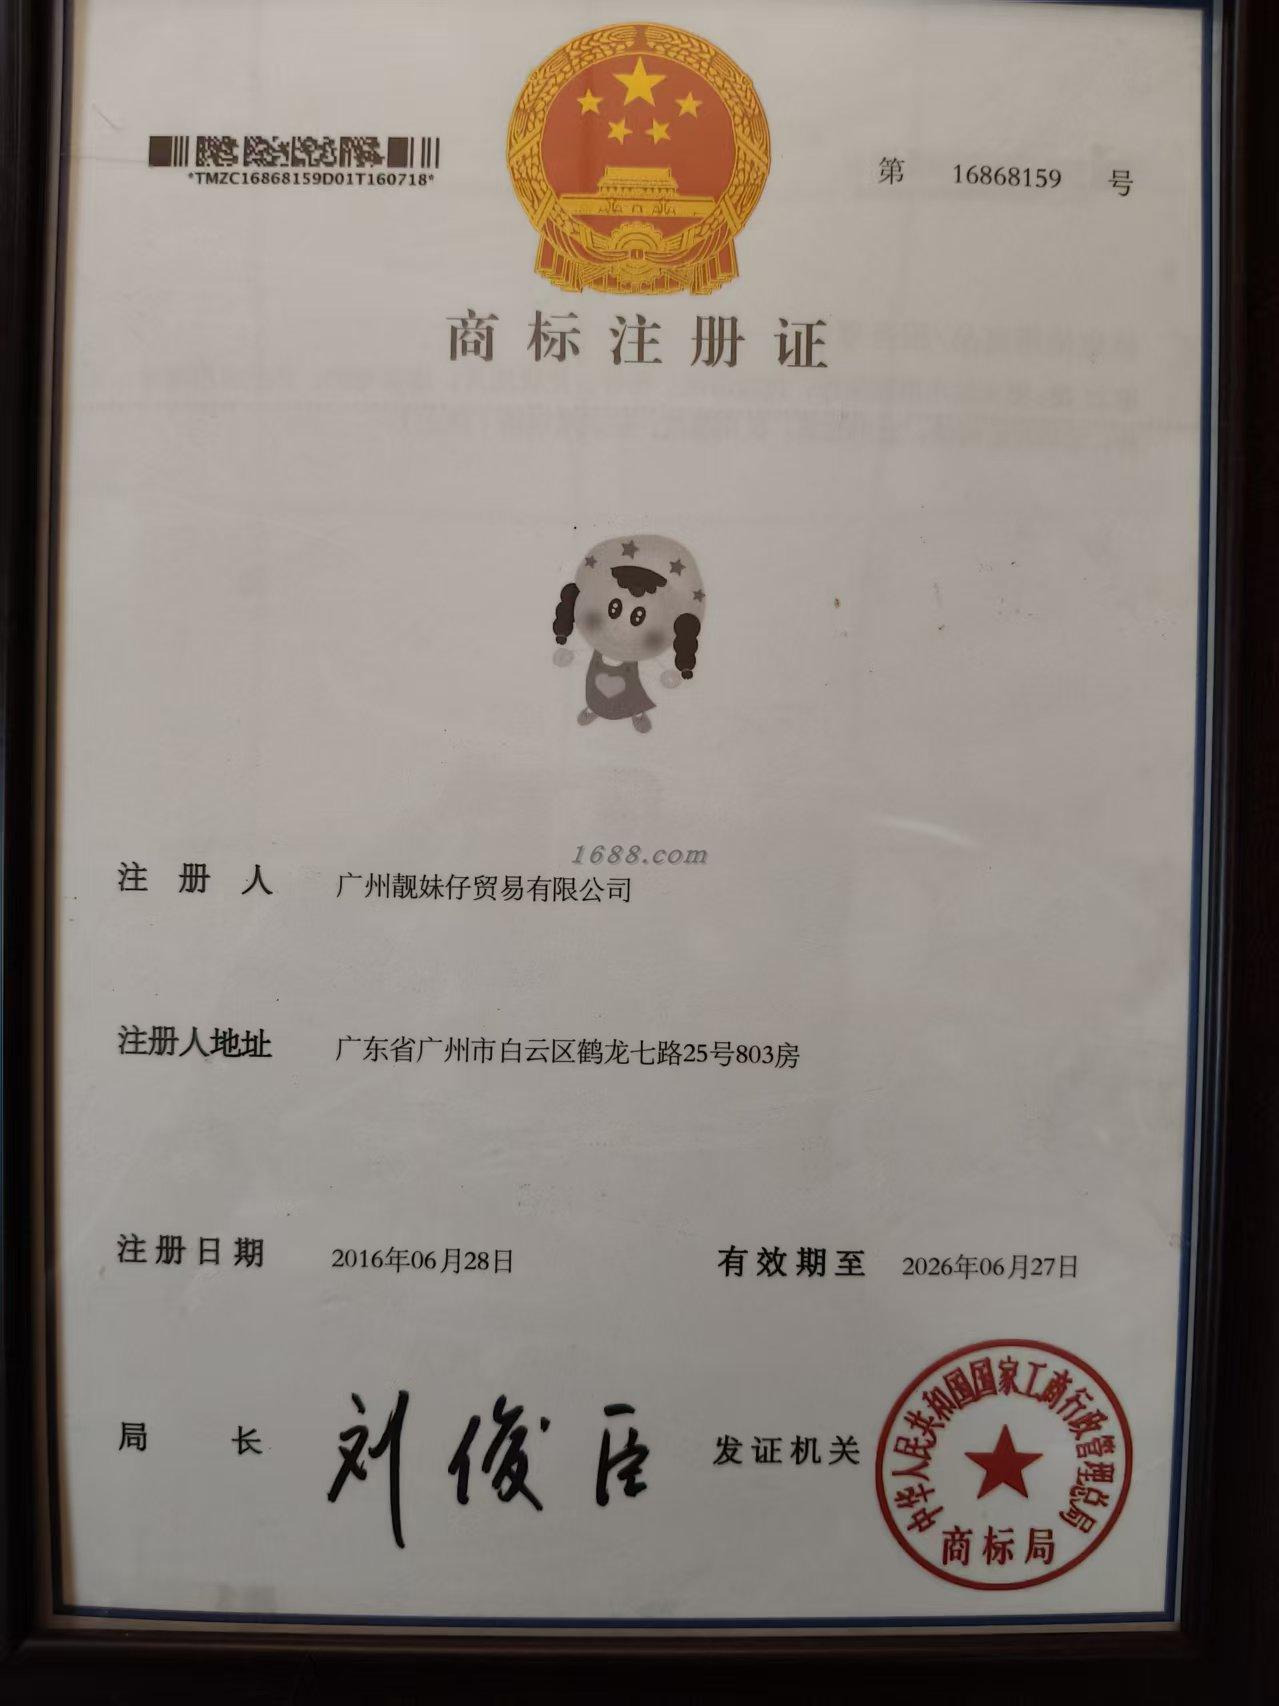 *TMZC16868159D01T160718*
第 16868159 号
商标注册证
1688.com
注册人 广州靓妹仔贸易有限公司
注册人地址 广东省广州市白云区鹤龙七路25号803房
注册日期 2016年06月28日 有效期至 2026年06月27日
局长 刘俊臣 发证机关
中华人民共和国国家工商行政管理总局
商标局